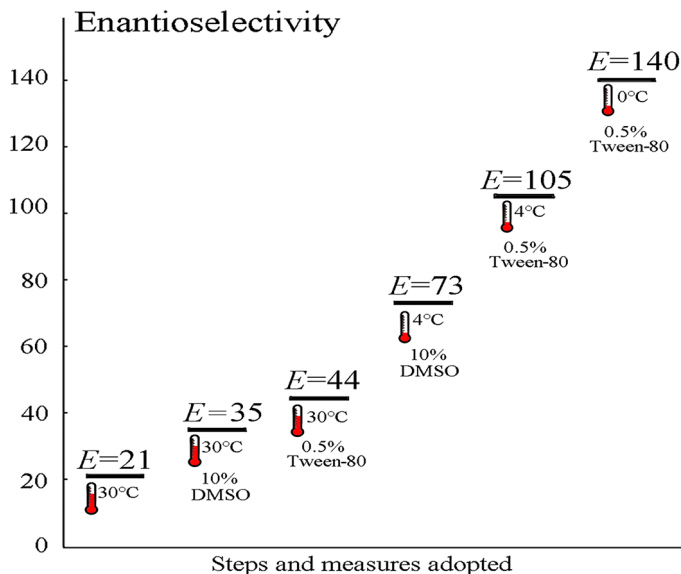 Enantioselectivity
140
120
100
80
60
40
20
0
E=21
30°C
E=35
30°C
10%
DMSO
E=44
30°C
0.5%
Tween-80
E=73
4°C
10%
DMSO
E=105
4°C
0.5%
Tween-80
E=140
0°C
0.5%
Tween-80
Steps and measures adopted